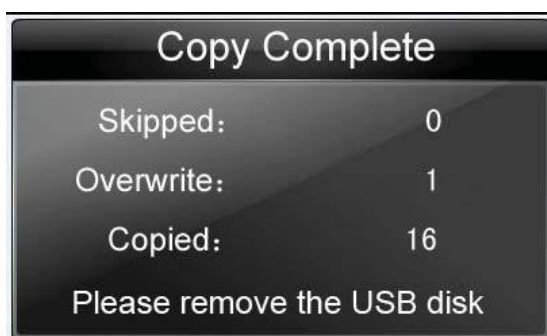 Copy Complete
Skipped： 0
Overwrite： 1
Copied： 16
Please remove the USB disk